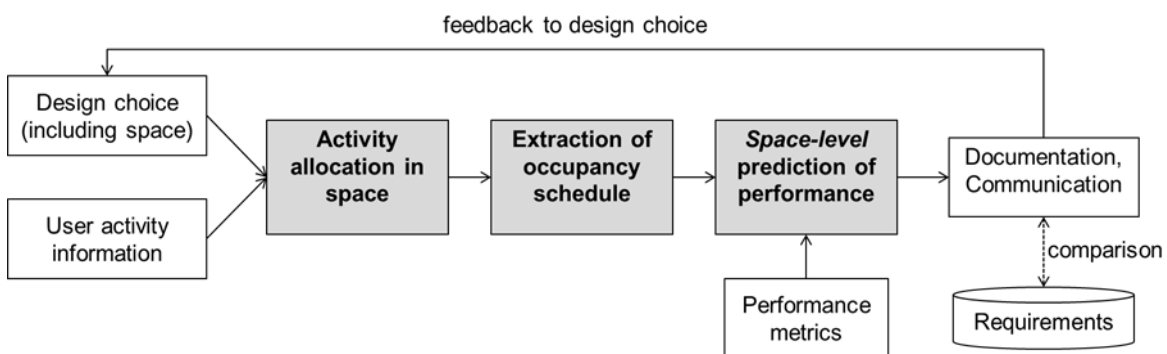 feedback to design choice
Design choice
(including space)
Activity
allocation in
space
Extraction of
occupancy
schedule
Space-level
prediction of
performance
Documentation,
Communication
User activity
information
comparison
Performance
metrics
Requirements